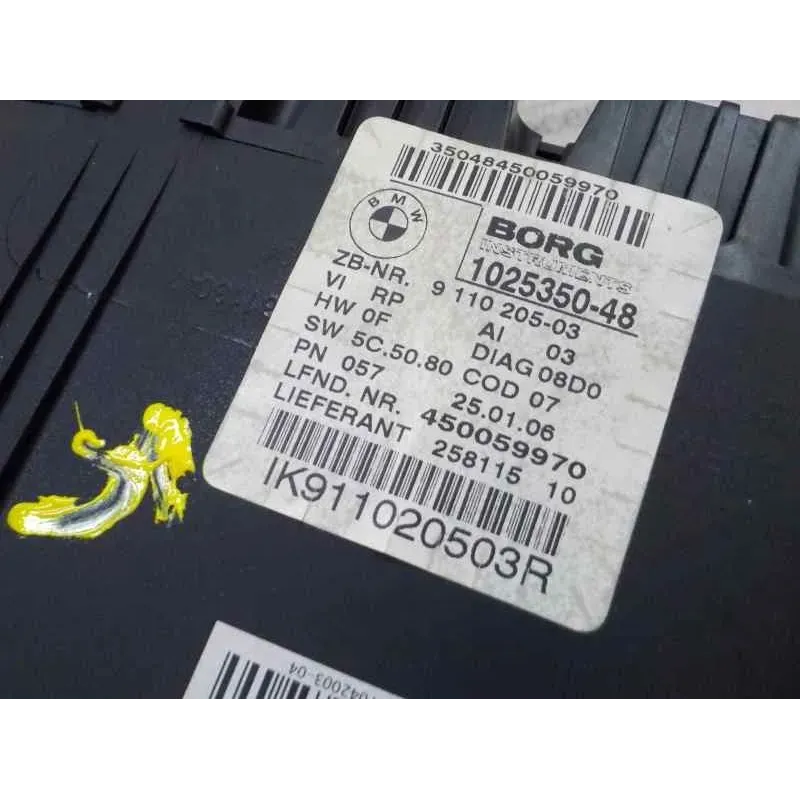 35048450059970
BMW
BORG
INSTRUMENTS
1025350-48
ZB-NR. 9 110 205-03
VI RP AI 03
HW 0F DIAG 08D0
SW 5C.50.80 COD 07
PN 057 25.01.06
LFND. NR. 450059970
LIEFERANT 258115 10
IK911020503R
042003-04